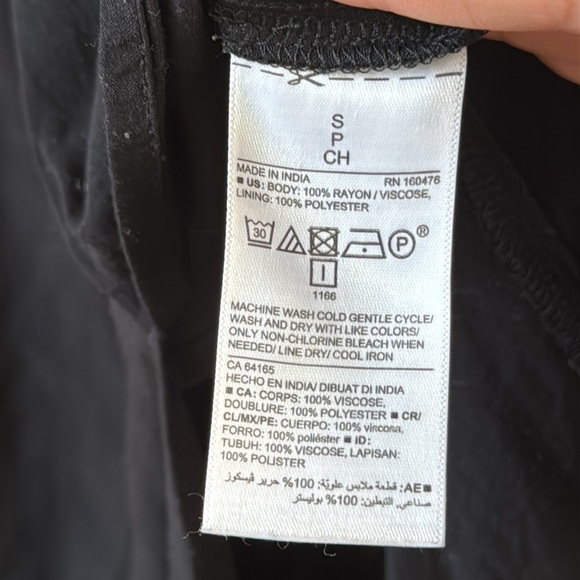 S
P
CH
MADE IN INDIA RN 160476
■ US: BODY: 100% RAYON / VISCOSE,
LINING: 100% POLYESTER
30 P ®
1166
MACHINE WASH COLD GENTLE CYCLE/
WASH AND DRY WITH LIKE COLORS/
ONLY NON-CHLORINE BLEACH WHEN
NEEDED/ LINE DRY/ COOL IRON
CA 64165
HECHO EN INDIA/ DIBUAT DI INDIA
■ CA: CORPS: 100% VISCOSE,
DOUBLURE: 100% POLYESTER ■ CR/
CL/MX/PE: CUERPO: 100% viscosa,
FORRO: 100% poliéster ■ ID:
TUBUH: 100% VISCOSE, LAPISAN:
100% POLISTER
■AE: قطعة ملابس علويّة: 100% حرير ڤيسكوز
صناعي, التبطين: 100% بوليستر